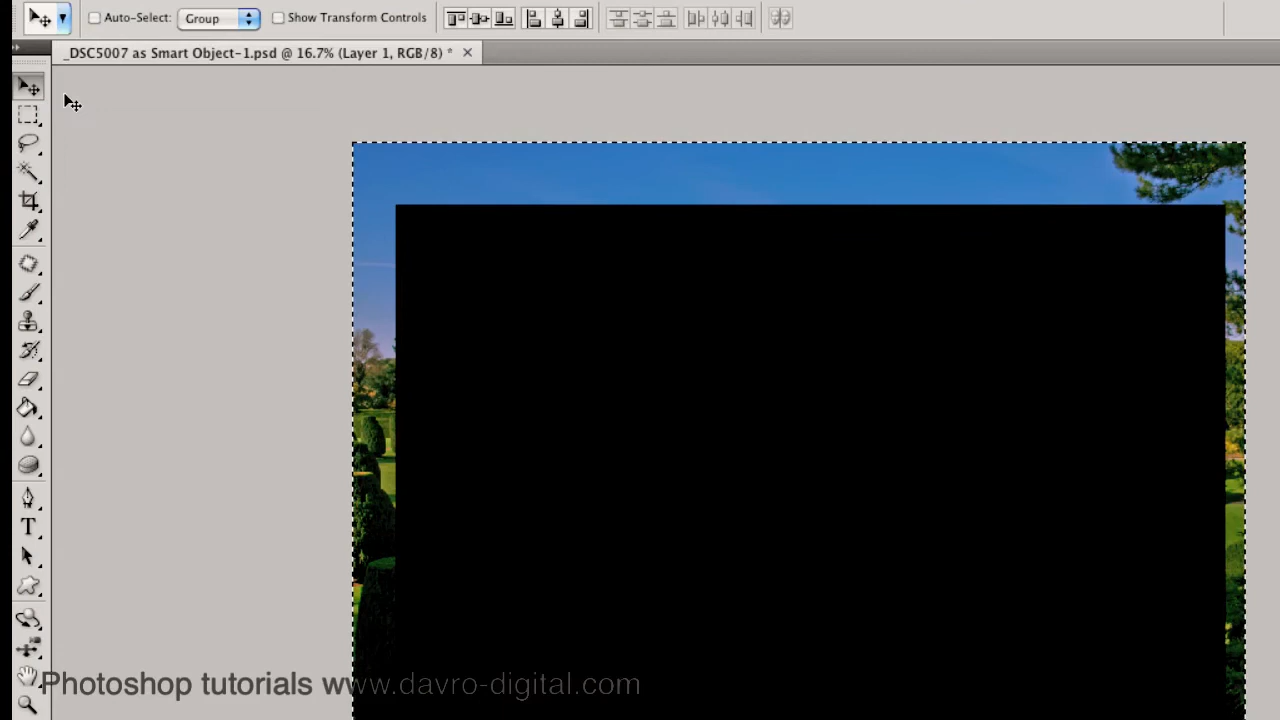 Auto-Select: Group Show Transform Controls
_DSC5007 as Smart Object-1.psd @ 16.7% (Layer 1, RGB/8) *
T
Photoshop tutorials www.davro-digital.com